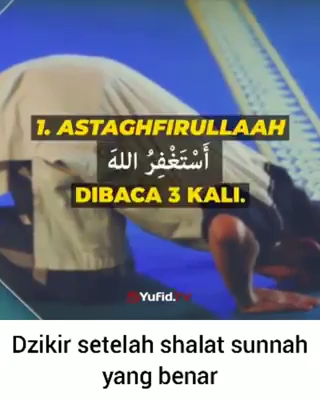 1. ASTAGHFIRULLAAH
أَسْتَغْفِرُ اللهَ
DIBACA 3 KALI.
YUFID.TV
Dzikir setelah shalat sunnah
yang benar